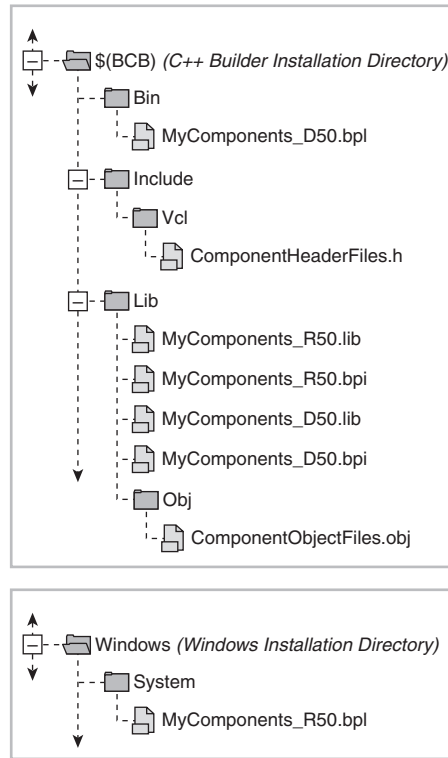 $(BCB) (C++ Builder Installation Directory)
Bin
MyComponents_D50.bpl
Include
Vcl
ComponentHeaderFiles.h
Lib
MyComponents_R50.lib
MyComponents_R50.bpi
MyComponents_D50.lib
MyComponents_D50.bpi
Obj
ComponentObjectFiles.obj
Windows (Windows Installation Directory)
System
MyComponents_R50.bpl